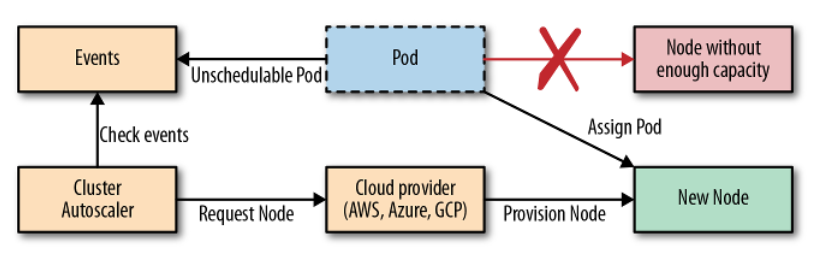 Events
Unschedulable Pod
Pod
Node without
enough capacity
Check events
Assign Pod
Cluster
Autoscaler
Request Node
Cloud provider
(AWS, Azure, GCP)
Provision Node
New Node